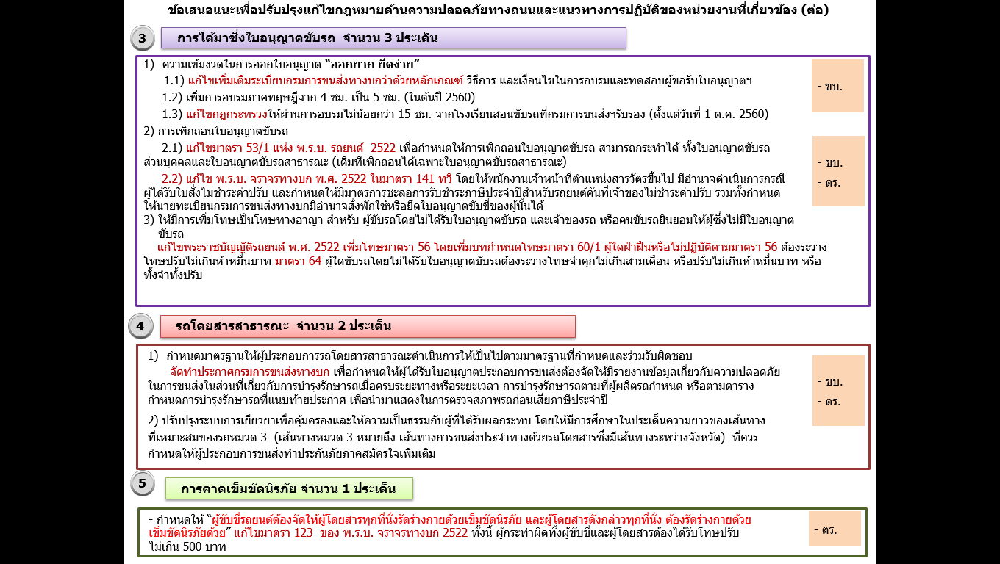 ข้อเสนอแนะเพื่อปรับปรุงแก้ไขกฎหมายด้านความปลอดภัยทางถนนและแนวทางการปฏิบัติของหน่วยงานที่เกี่ยวข้อง (ต่อ)
3 การได้มาซึ่งใบอนุญาตขับรถ จำนวน 3 ประเด็น
1) ความเข้มงวดในการออกใบอนุญาต “ออกยาก ยึดง่าย”
1.1) แก้ไขเพิ่มเติมระเบียบกรมการขนส่งทางบกว่าด้วยหลักเกณฑ์ วิธีการ และเงื่อนไขในการอบรมและทดสอบผู้ขอรับใบอนุญาตฯ
1.2) เพิ่มการอบรมภาคทฤษฎีจาก 4 ชม. เป็น 5 ชม. (ในต้นปี 2560)
1.3) แก้ไขกฎกระทรวงให้ผ่านการอบรมไม่น้อยกว่า 15 ชม. จากโรงเรียนสอนขับรถที่กรมการขนส่งฯรับรอง (ตั้งแต่วันที่ 1 ต.ค. 2560)
- ขบ.
2) การเพิกถอนใบอนุญาตขับรถ
2.1) แก้ไขมาตรา 53/1 แห่ง พ.ร.บ. รถยนต์ 2522 เพื่อกำหนดให้การเพิกถอนใบอนุญาตขับรถ สามารถกระทำได้ ทั้งใบอนุญาตขับรถ
ส่วนบุคคลและใบอนุญาตขับรถสาธารณะ (เดิมที่เพิกถอนได้เฉพาะใบอนุญาตขับรถสาธารณะ)
2.2) แก้ไข พ.ร.บ. จราจรทางบก พ.ศ. 2522 ในมาตรา 141 ทวิ โดยให้พนักงานเจ้าหน้าที่ตำแหน่งสารวัตรขึ้นไป มีอำนาจดำเนินการกรณี
ผู้ได้รับใบสั่งไม่ชำระค่าปรับ และกำหนดให้มีมาตรการชะลอการรับชำระภาษีประจำปีสำหรับรถยนต์คันที่เจ้าของไม่ชำระค่าปรับ รวมทั้งกำหนด
ให้นายทะเบียนกรมการขนส่งทางบกมีอำนาจสั่งพักใช้หรือยึดใบอนุญาตขับขี่ของผู้นั้นได้
- ขบ.
- ตร.
3) ให้มีการเพิ่มโทษเป็นโทษทางอาญา สำหรับ ผู้ขับรถโดยไม่ได้รับใบอนุญาตขับรถ และเจ้าของรถ หรือคนขับรถยินยอมให้ผู้ซึ่งไม่มีใบอนุญาต
ขับรถ
แก้ไขพระราชบัญญัติรถยนต์ พ.ศ. 2522 เพิ่มโทษมาตรา 56 โดยเพิ่มบทกำหนดโทษมาตรา 60/1 ผู้ใดฝ่าฝืนหรือไม่ปฏิบัติตามมาตรา 56 ต้องระวาง
โทษปรับไม่เกินห้าหมื่นบาท มาตรา 64 ผู้ใดขับรถโดยไม่ได้รับใบอนุญาตขับรถต้องระวางโทษจำคุกไม่เกินสามเดือน หรือปรับไม่เกินห้าหมื่นบาท หรือ
ทั้งจำทั้งปรับ
4 รถโดยสารสาธารณะ จำนวน 2 ประเด็น
1) กำหนดมาตรฐานให้ผู้ประกอบการรถโดยสารสาธารณะดำเนินการให้เป็นไปตามมาตรฐานที่กำหนดและร่วมรับผิดชอบ
-จัดทำประกาศกรมการขนส่งทางบก เพื่อกำหนดให้ผู้ได้รับใบอนุญาตประกอบการขนส่งต้องจัดให้มีรายงานข้อมูลเกี่ยวกับความปลอดภัย
ในการขนส่งในส่วนที่เกี่ยวกับการบำรุงรักษารถเมื่อครบระยะทางหรือระยะเวลา การบำรุงรักษารถตามที่ผู้ผลิตรถกำหนด หรือตามตาราง
กำหนดการบำรุงรักษารถที่แนบท้ายประกาศ เพื่อนำมาแสดงในการตรวจสภาพรถก่อนเสียภาษีประจำปี
- ขบ.
- ตร.
2) ปรับปรุงระบบการเยียวยาเพื่อคุ้มครองและให้ความเป็นธรรมกับผู้ที่ได้รับผลกระทบ โดยให้มีการศึกษาในประเด็นความยาวของเส้นทาง
ที่เหมาะสมของรถหมวด 3 (เส้นทางหมวด 3 หมายถึง เส้นทางการขนส่งประจำทางด้วยรถโดยสารซึ่งมีเส้นทางระหว่างจังหวัด) ที่ควร
กำหนดให้ผู้ประกอบการขนส่งทำประกันภัยภาคสมัครใจเพิ่มเติม
5 การคาดเข็มขัดนิรภัย จำนวน 1 ประเด็น
- กำหนดให้ “ผู้ขับขี่รถยนต์ต้องจัดให้ผู้โดยสารทุกที่นั่งรัดร่างกายด้วยเข็มขัดนิรภัย และผู้โดยสารดังกล่าวทุกที่นั่ง ต้องรัดร่างกายด้วย
เข็มขัดนิรภัยด้วย” แก้ไขมาตรา 123 ของ พ.ร.บ. จราจรทางบก 2522 ทั้งนี้ ผู้กระทำผิดทั้งผู้ขับขี่และผู้โดยสารต้องได้รับโทษปรับ
ไม่เกิน 500 บาท
- ตร.